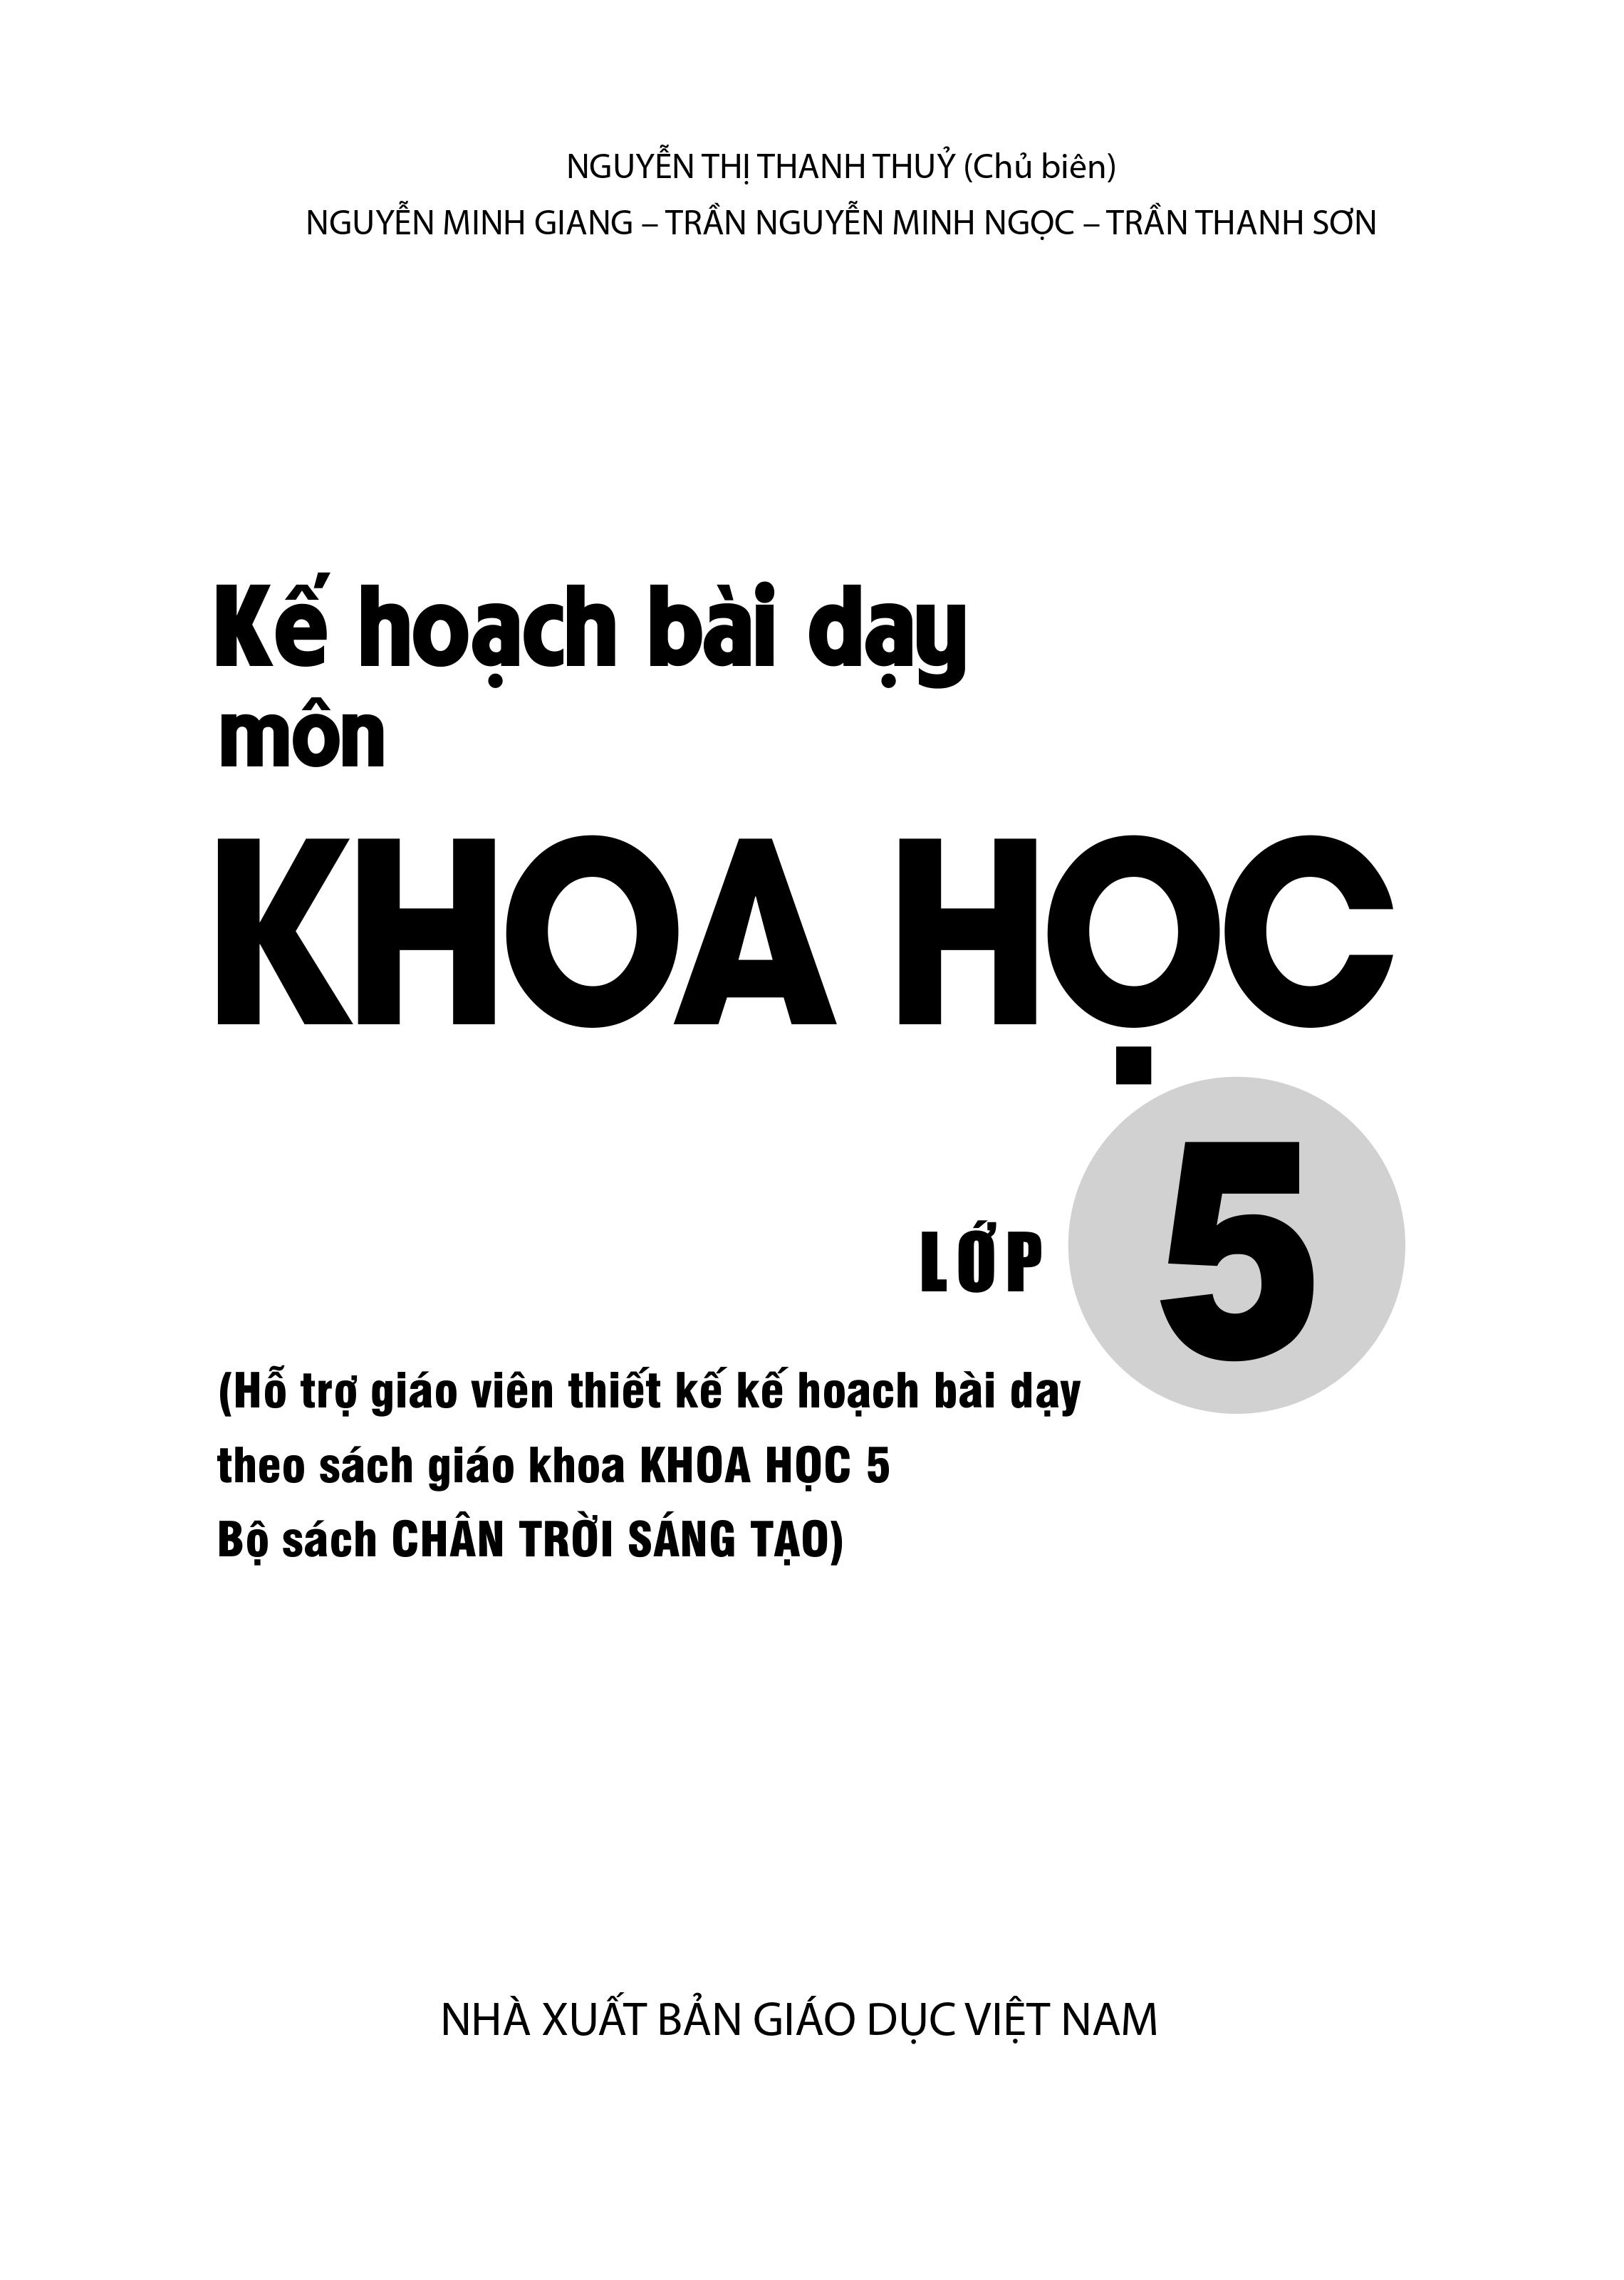 NGUYỄN THỊ THANH THUỶ (Chủ biên)
NGUYỄN MINH GIANG – TRẦN NGUYỄN MINH NGỌC – TRẦN THANH SƠN
Kế hoạch bài dạy
môn
KHOA HỌC
LỚP 5
(Hỗ trợ giáo viên thiết kế kế hoạch bài dạy
theo sách giáo khoa KHOA HỌC 5
Bộ sách CHÂN TRỜI SÁNG TẠO)
NHÀ XUẤT BẢN GIÁO DỤC VIỆT NAM